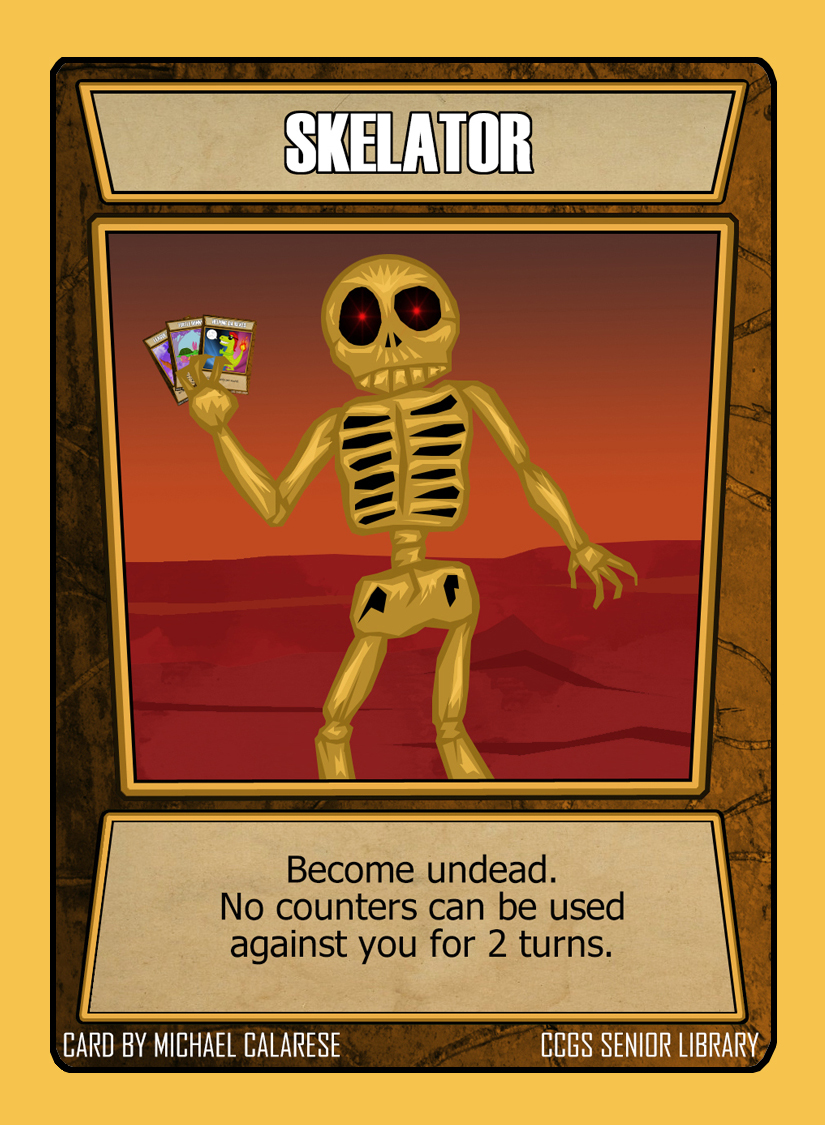 SKELATOR
Become undead.
No counters can be used
against you for 2 turns.
CARD BY MICHAEL CALARESE
CCGS SENIOR LIBRARY